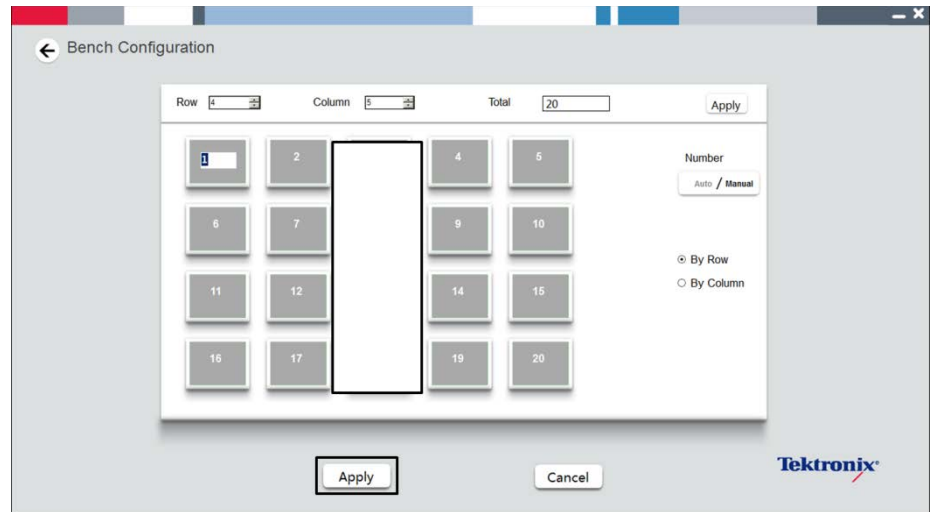 Bench Configuration
Row 4 Column 5 Total 20 Apply
1 2 4 5
Number
Auto / Manual
6 7 9 10
By Row
By Column
11 12 14 15
16 17 19 20
Apply Cancel
Tektronix®